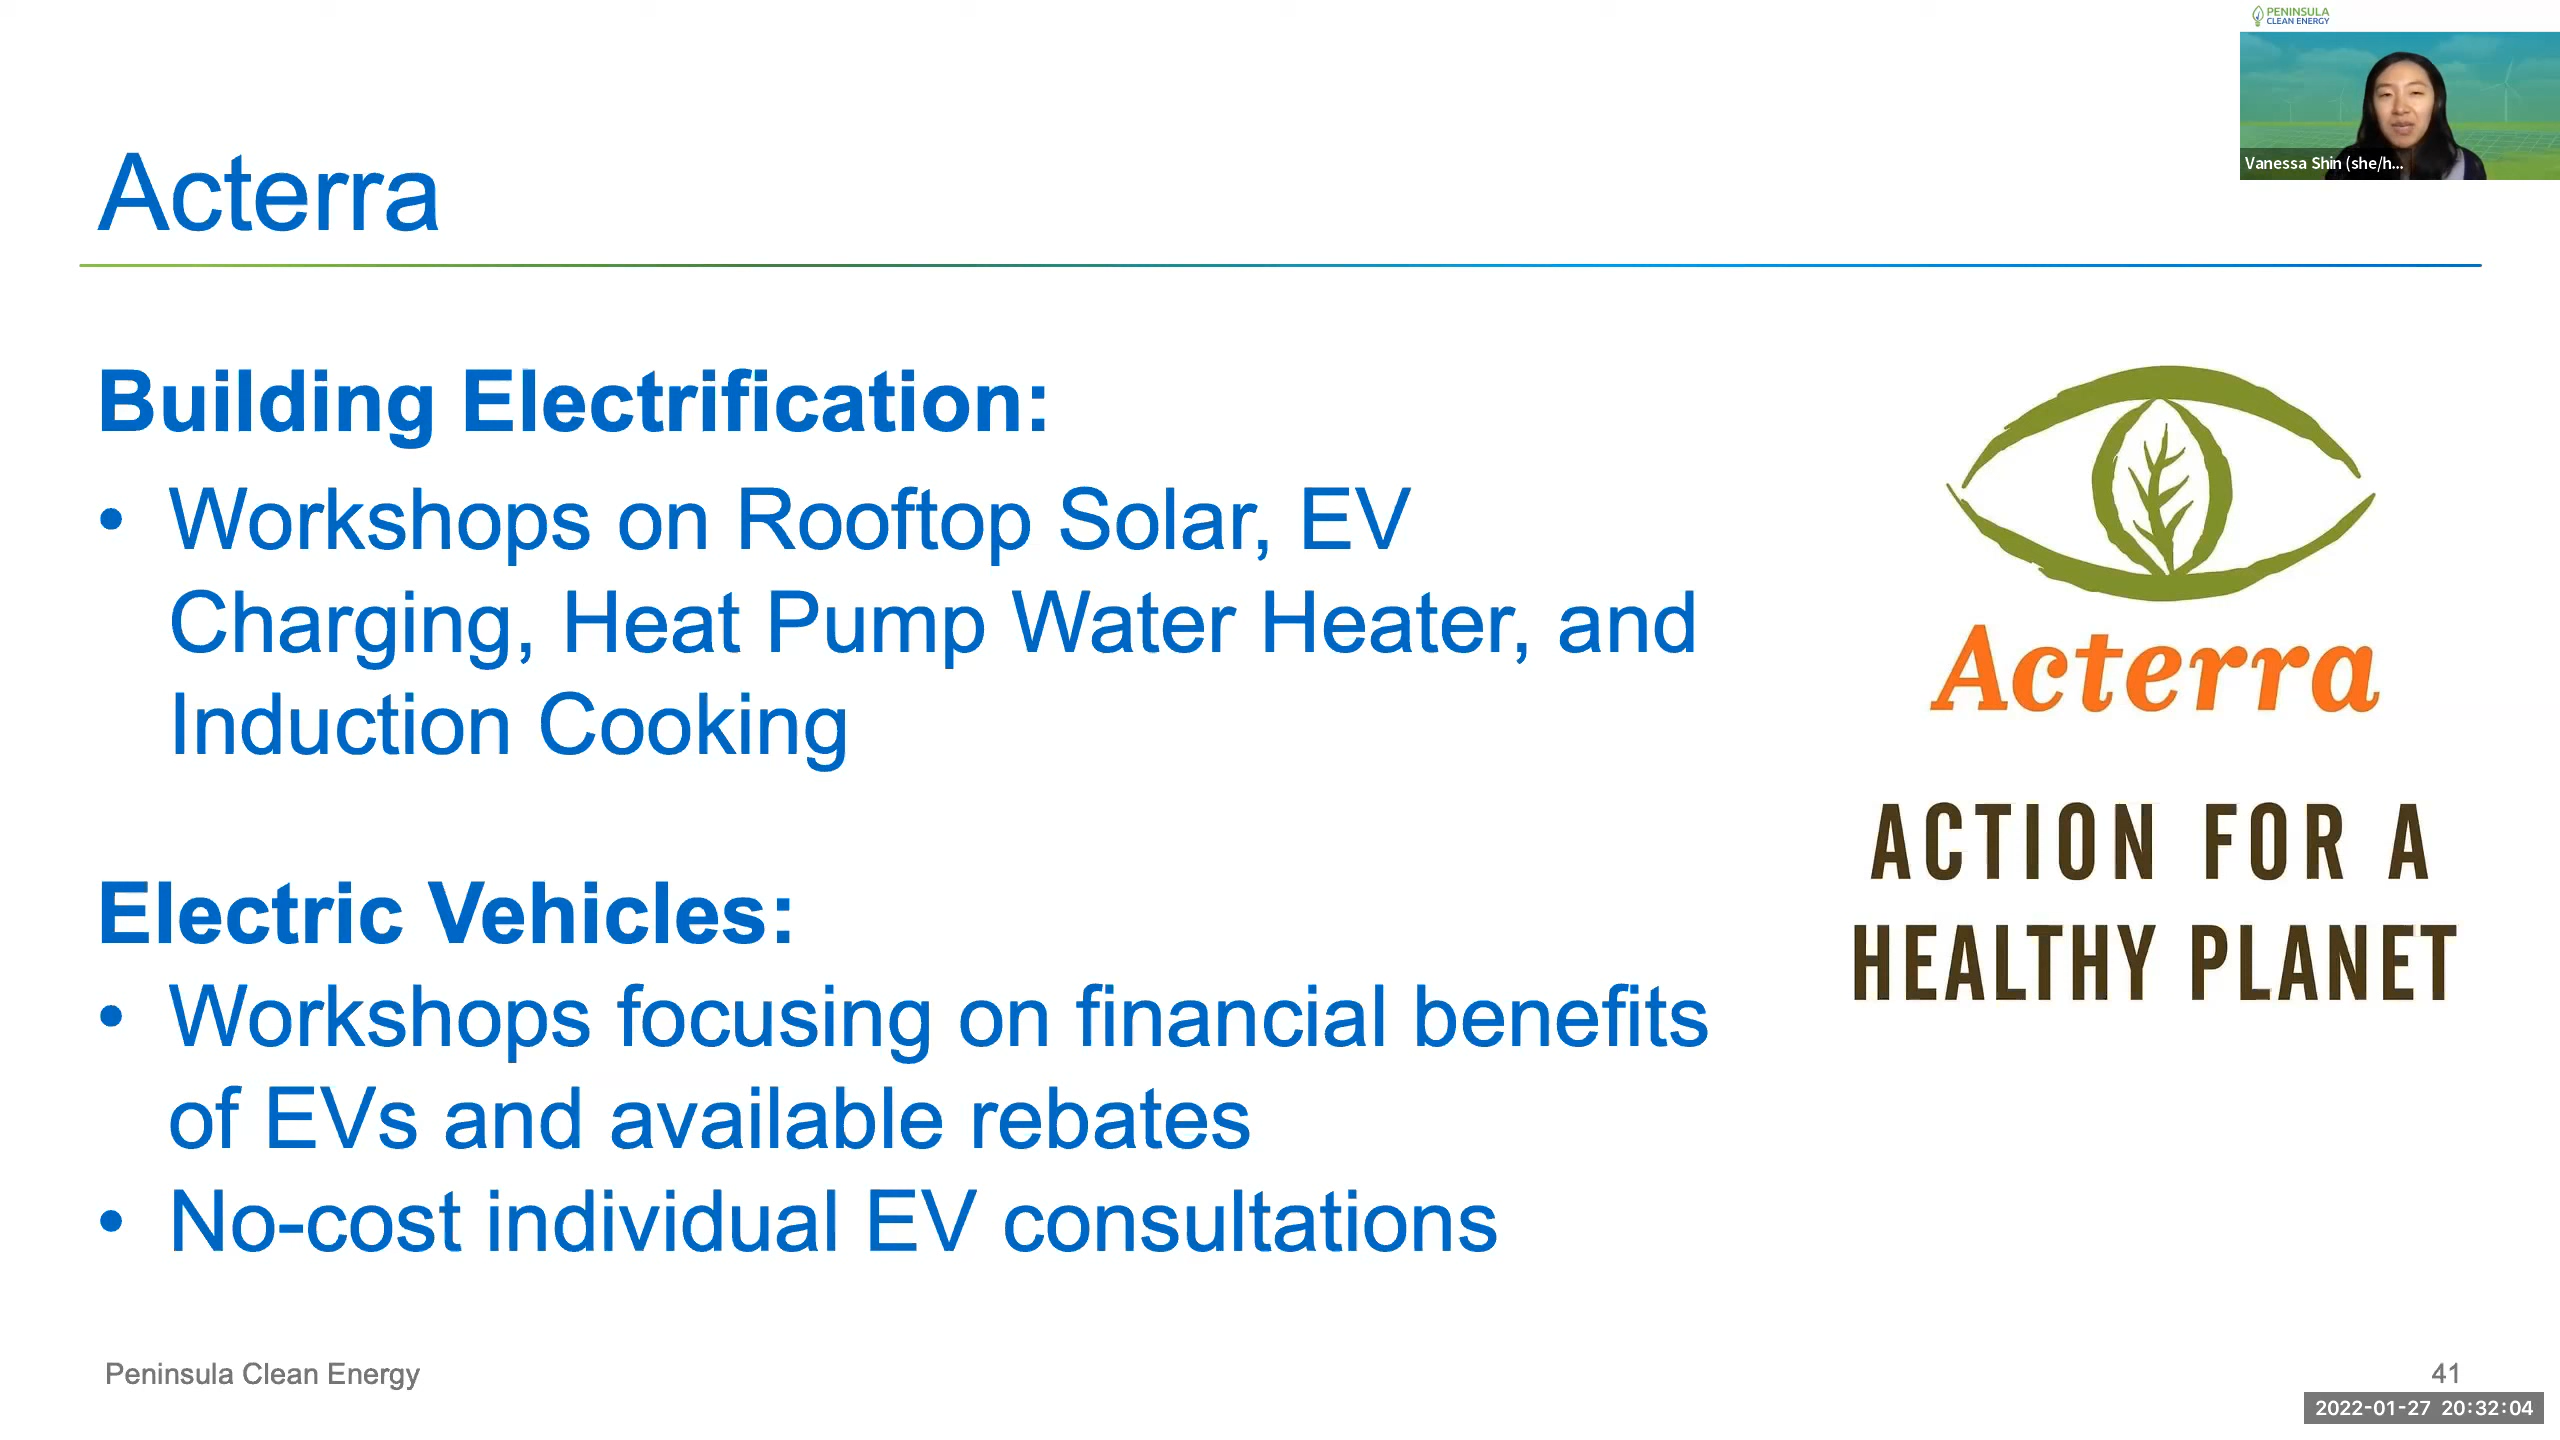 PENINSULA
CLEAN ENERGY
Vanessa Shin (she/h...
Acterra
Building Electrification:
• Workshops on Rooftop Solar, EV
Charging, Heat Pump Water Heater, and
Induction Cooking
Electric Vehicles:
• Workshops focusing on financial benefits
of EVs and available rebates
• No-cost individual EV consultations
Acterra
ACTION FOR A
HEALTHY PLANET
Peninsula Clean Energy
41
2022-01-27 20:32:04